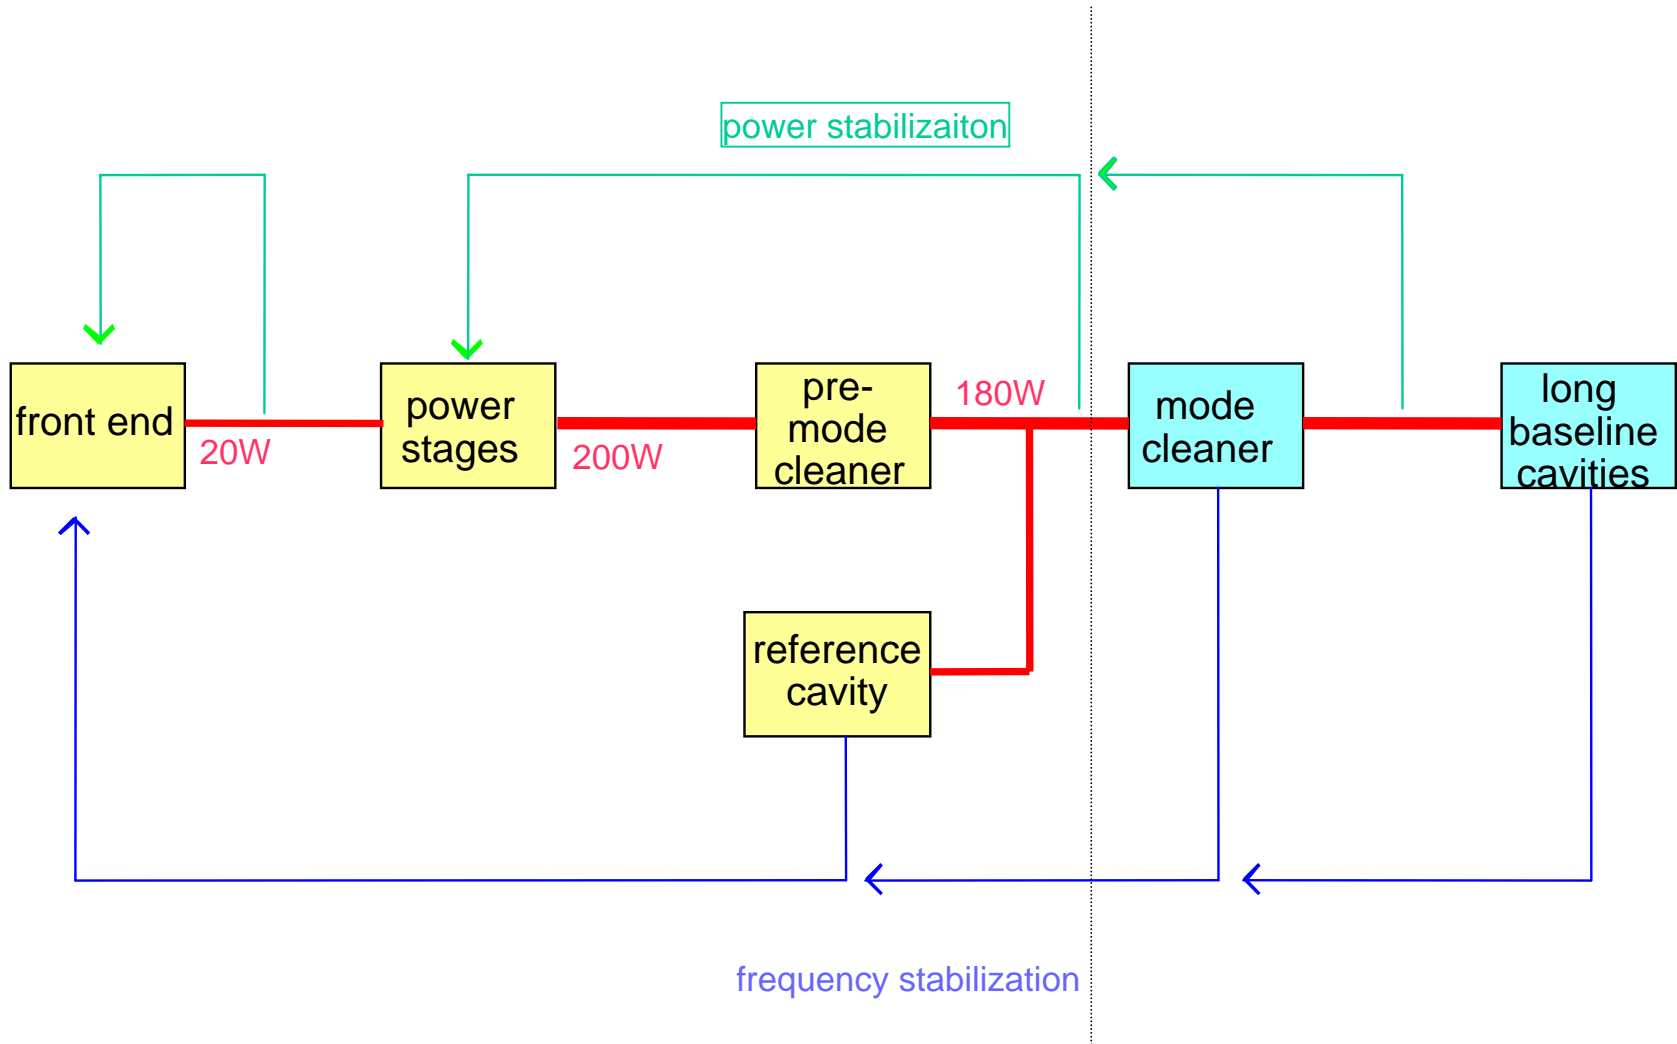 power stabilizaiton
front end
20W
power
stages
200W
pre-
mode
cleaner
180W
mode
cleaner
long
baseline
cavities
reference
cavity
frequency stabilization